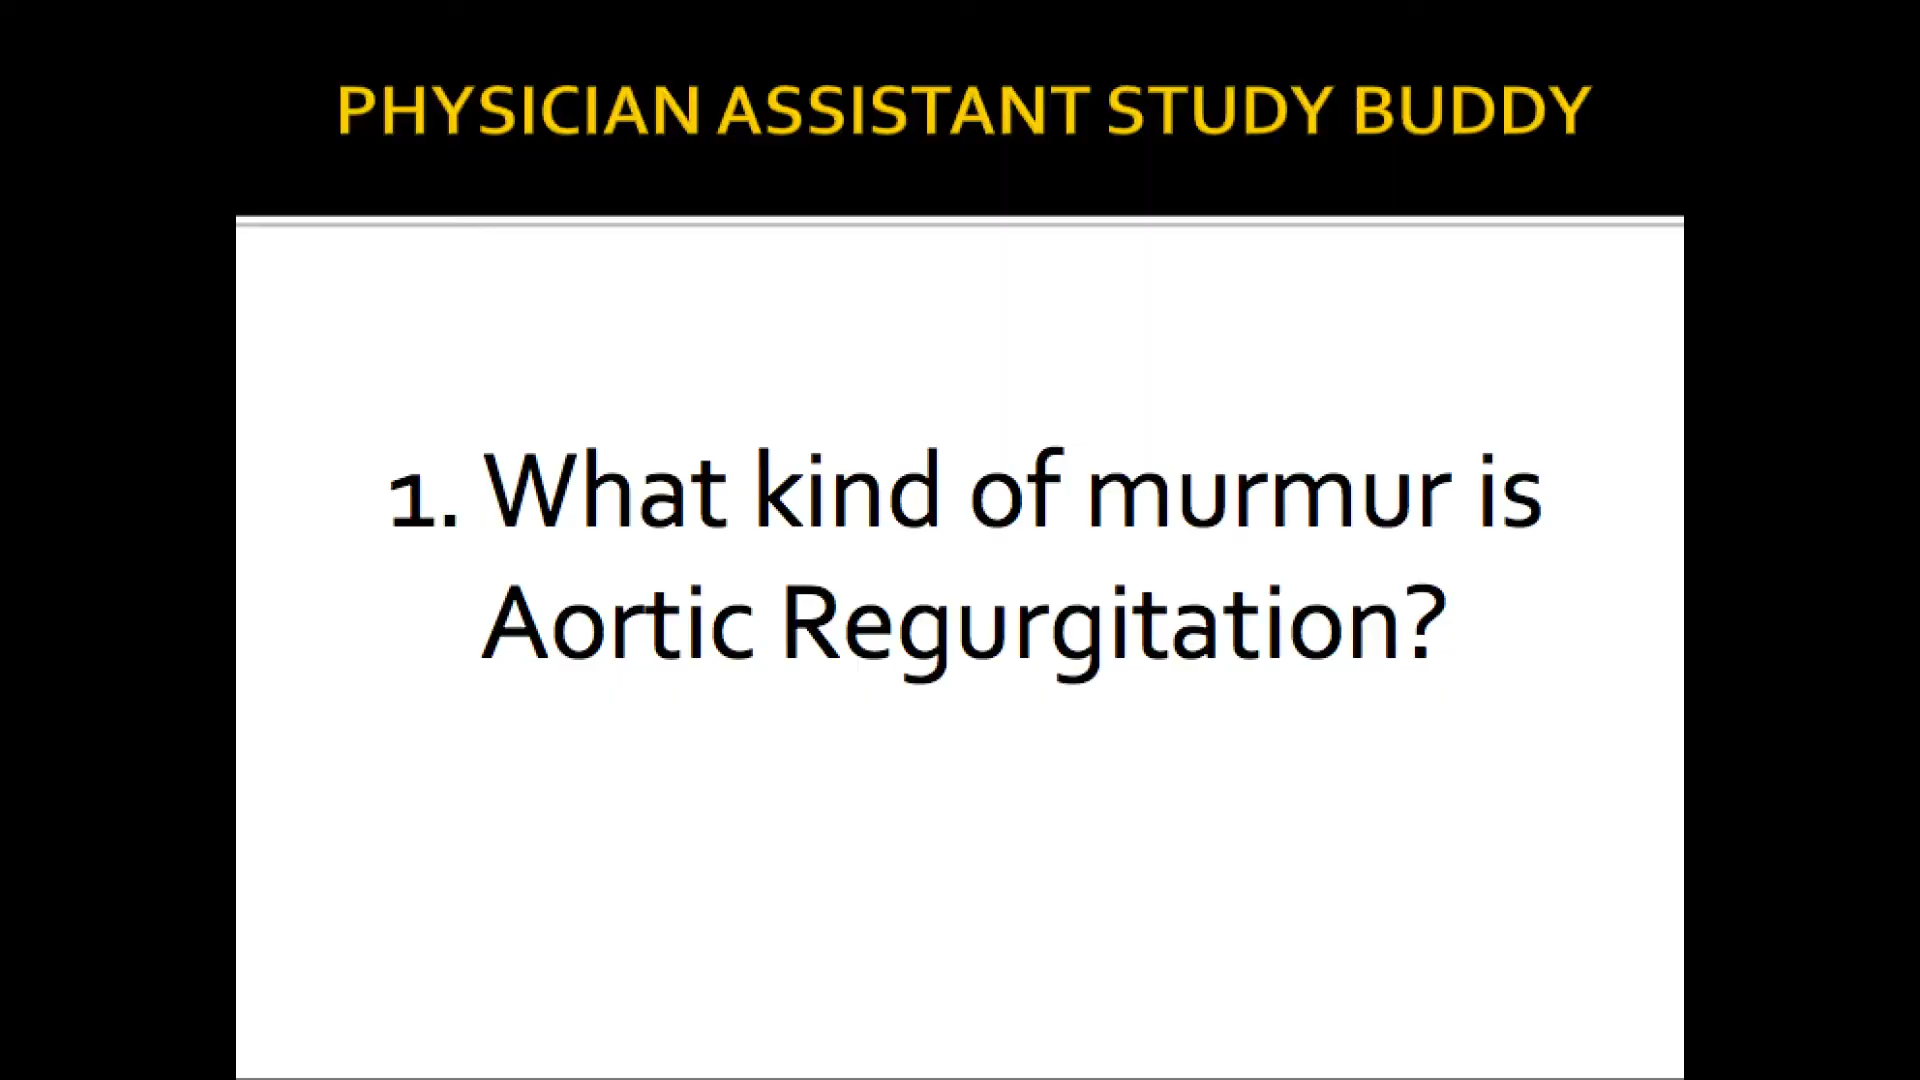 PHYSICIAN ASSISTANT STUDY BUDDY
1. What kind of murmur is
Aortic Regurgitation?